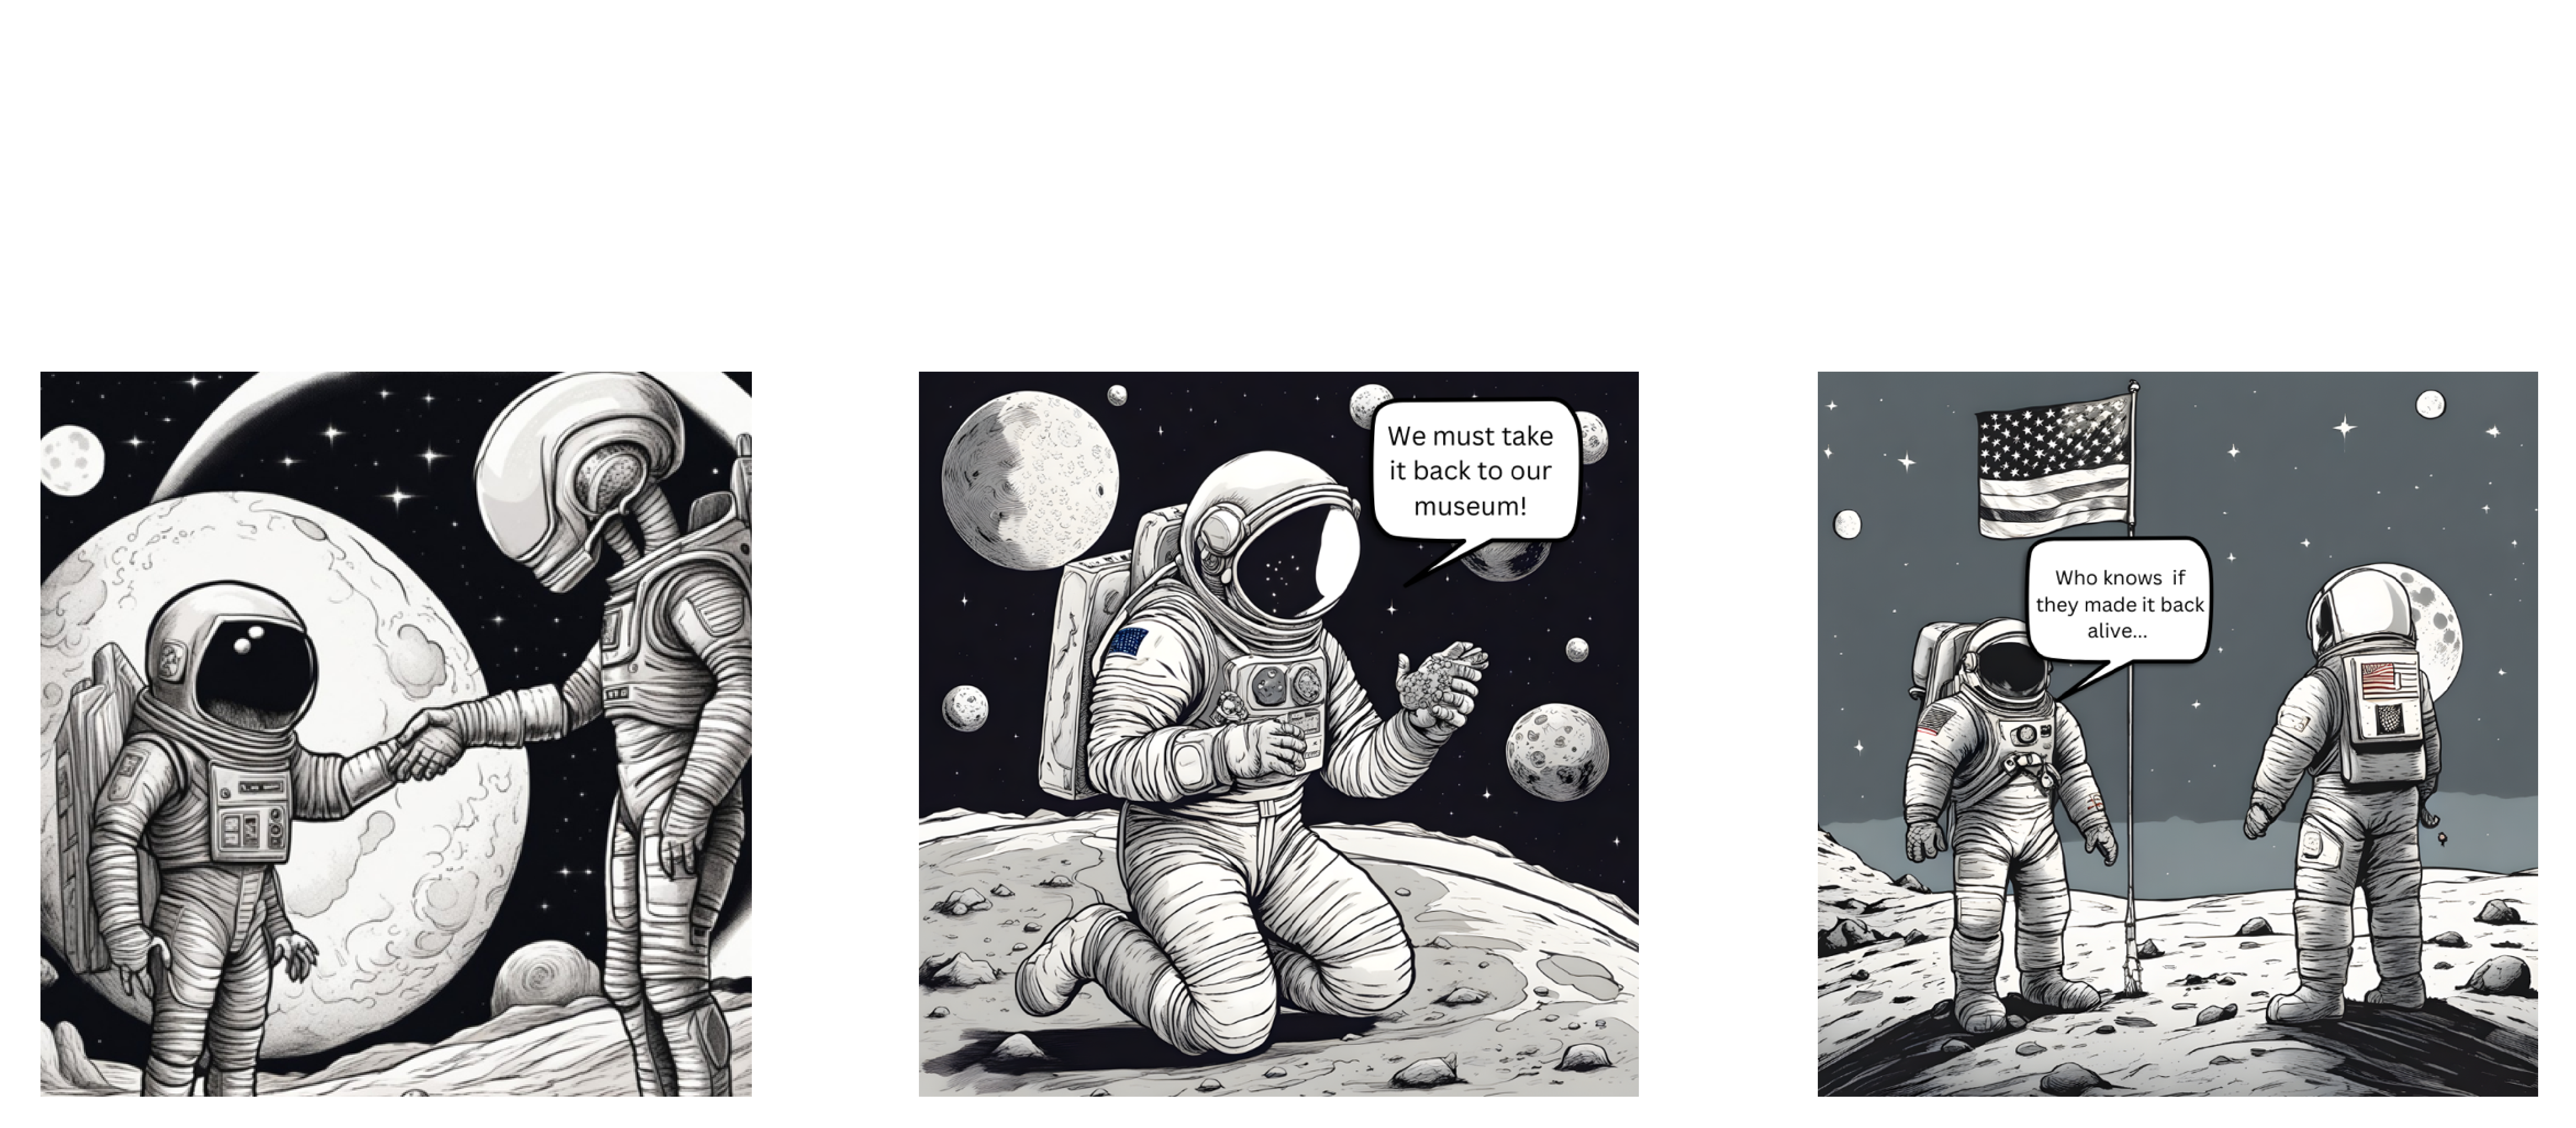 We must take
it back to our
museum!
Who knows if
they made it back
alive...